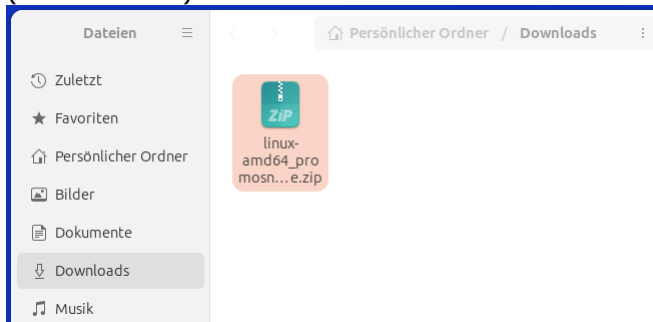 Dateien
Persönlicher Ordner / Downloads
Zuletzt
Favoriten
Persönlicher Ordner
Bilder
Dokumente
Downloads
Musik
ZiP
linux-
amd64_pro
mosn…e.zip